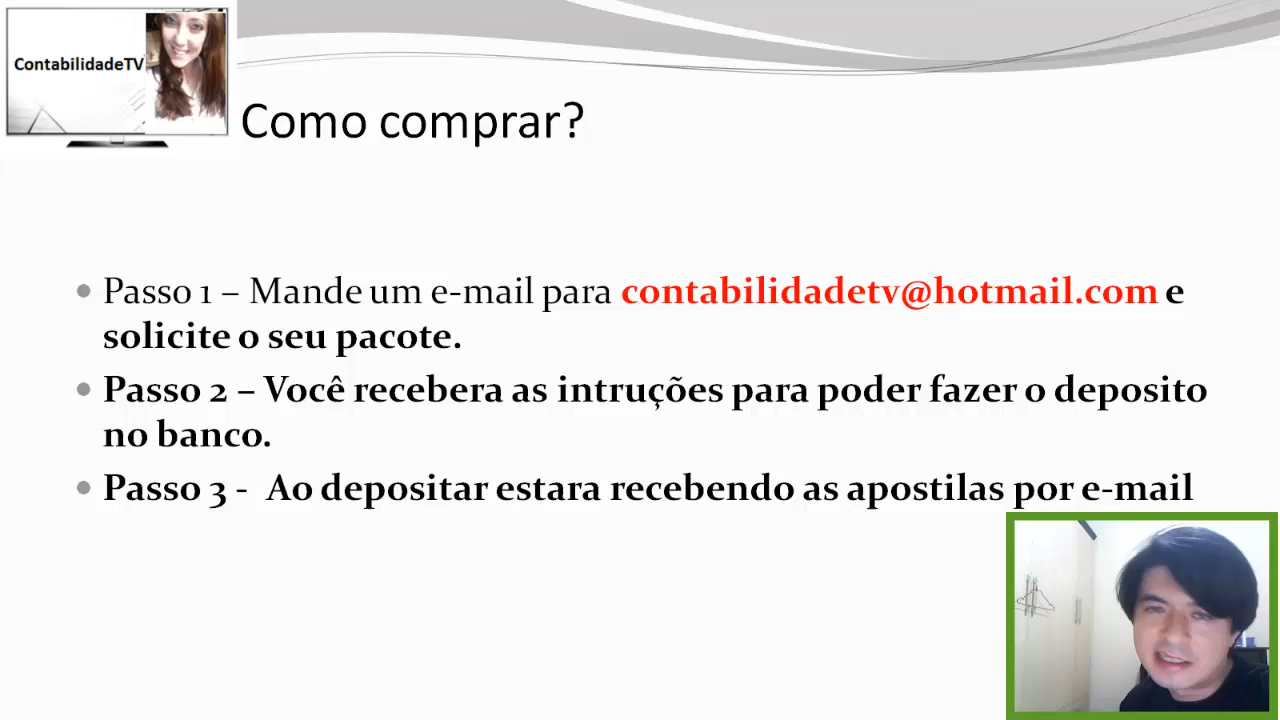 ContabilidadeTV
Como comprar?
Passo 1 – Mande um e-mail para contabilidadetv@hotmail.com e
solicite o seu pacote.
Passo 2 – Você recebera as intruções para poder fazer o deposito
no banco.
Passo 3 - Ao depositar estara recebendo as apostilas por e-mail